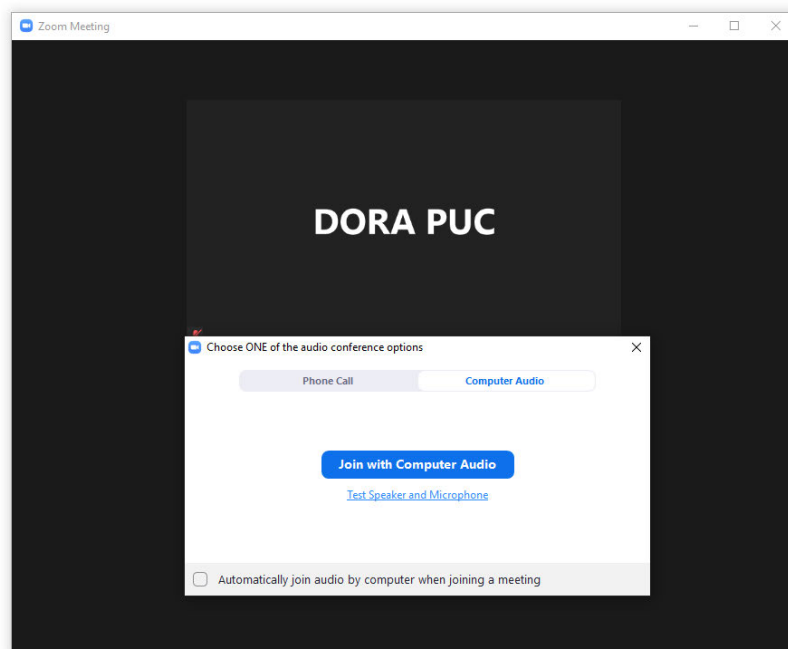 Zoom Meeting
DORA PUC
Choose ONE of the audio conference options
Phone Call
Computer Audio
Join with Computer Audio
Test Speaker and Microphone
Automatically join audio by computer when joining a meeting